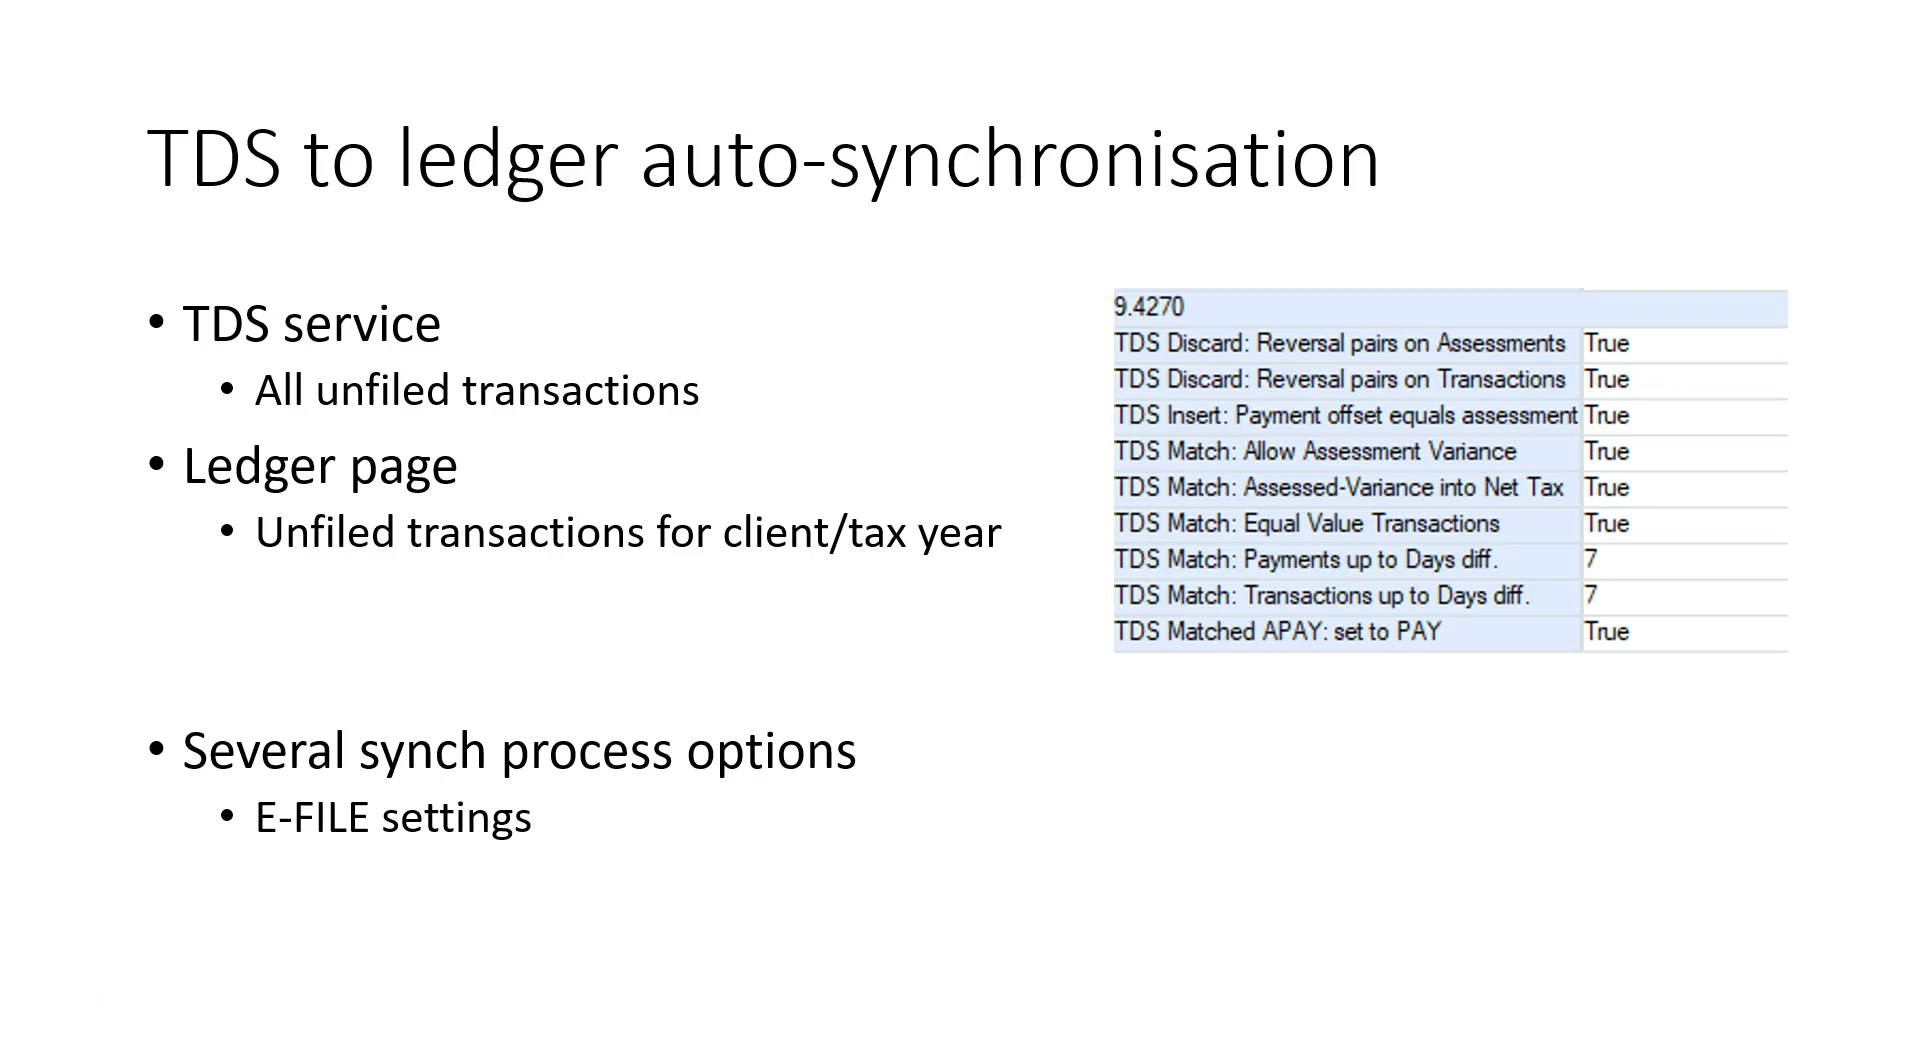 TDS to ledger auto-synchronisation
• TDS service
• All unfiled transactions
• Ledger page
• Unfiled transactions for client/tax year
• Several synch process options
• E-FILE settings
9.4270
TDS Discard: Reversal pairs on Assessments True
TDS Discard: Reversal pairs on Transactions True
TDS Insert: Payment offset equals assessment True
TDS Match: Allow Assessment Variance True
TDS Match: Assessed-Variance into Net Tax True
TDS Match: Equal Value Transactions True
TDS Match: Payments up to Days diff. 7
TDS Match: Transactions up to Days diff. 7
TDS Matched APAY: set to PAY True